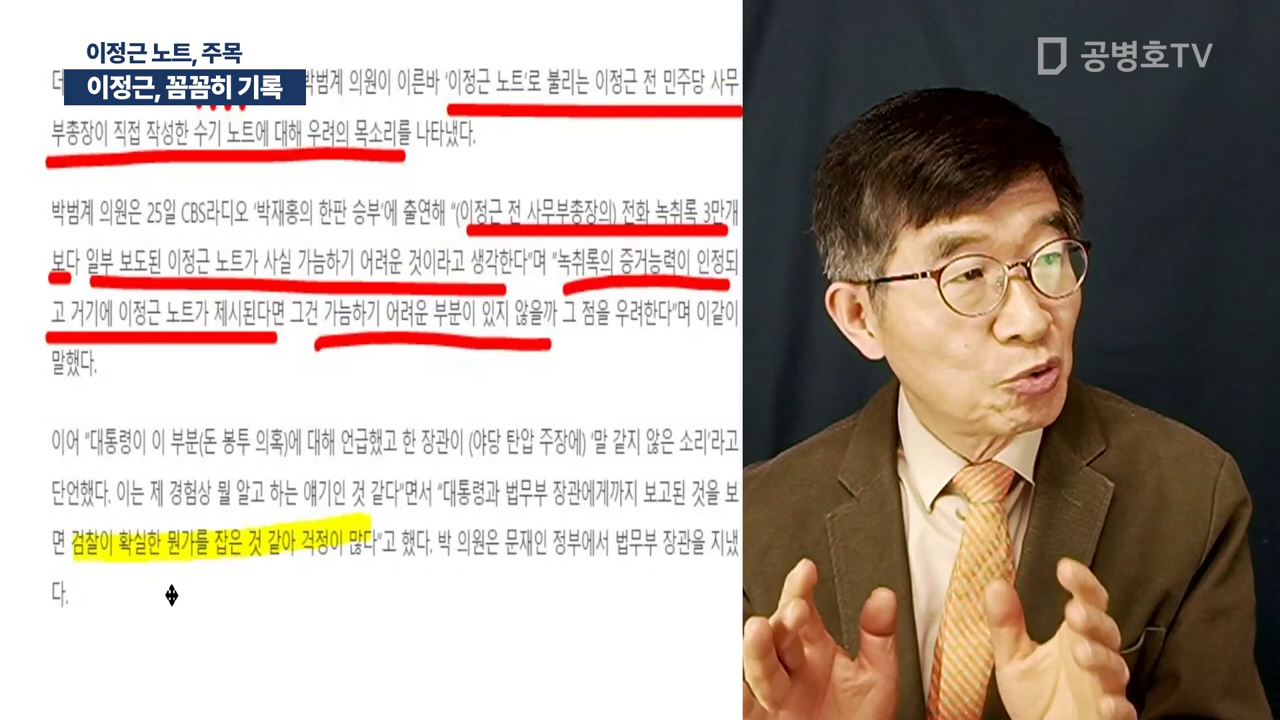 이정근 노트, 주목
이정근, 꼼꼼히 기록
공병호TV
더
박범계 의원이 이른바 ‘이정근 노트’로 불리는 이정근 전 민주당 사무
부총장이 직접 작성한 수기 노트에 대해 우려의 목소리를 나타냈다.
박범계 의원은 25일 CBS라디오 ‘박재홍의 한판 승부’에 출연해 “(이정근 전 사무부총장의) 전화 녹취록 3만개
보다 일부 보도된 이정근 노트가 사실 가늠하기 어려운 것이라고 생각한다”며 “녹취록의 증거능력이 인정되
고 거기에 이정근 노트가 제시된다면 그건 가늠하기 어려운 부분이 있지 않을까 그 점을 우려한다”며 이같이
말했다.
이어 “대통령이 이 부분(돈 봉투 의혹)에 대해 언급했고 한 장관이 (야당 탄압 주장에) ‘말 같지 않은 소리’라고
단언했다. 이는 제 경험상 뭘 알고 하는 얘기인 것 같다”면서 “대통령과 법무부 장관에게까지 보고된 것을 보
면 검찰이 확실한 뭔가를 잡은 것 같아 걱정이 많다”고 했다. 박 의원은 문재인 정부에서 법무부 장관을 지냈
다.